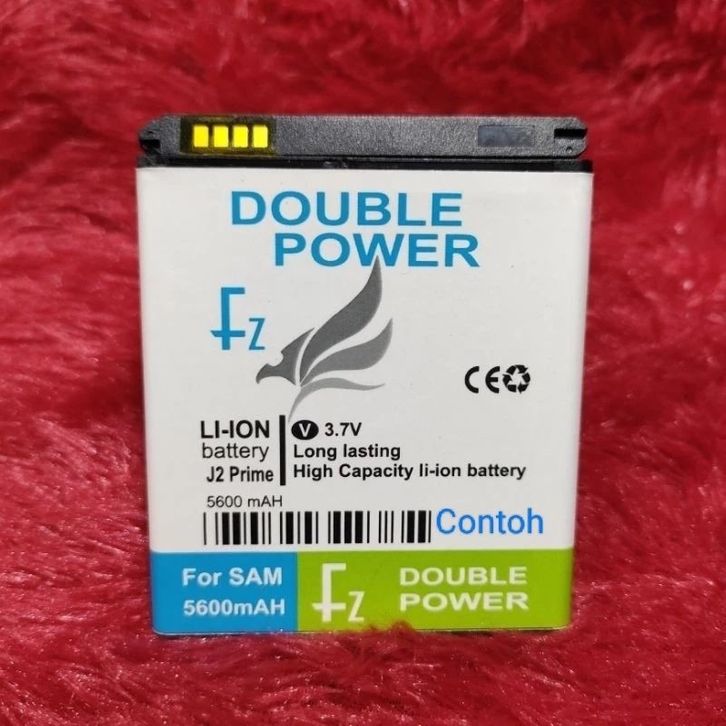 DOUBLE
POWER
Fz
CE
LI-ION
battery
J2 Prime
V 3.7V
Long lasting
High Capacity li-ion battery
5600 mAH
Contoh
For SAM
5600mAH
Fz
DOUBLE
POWER